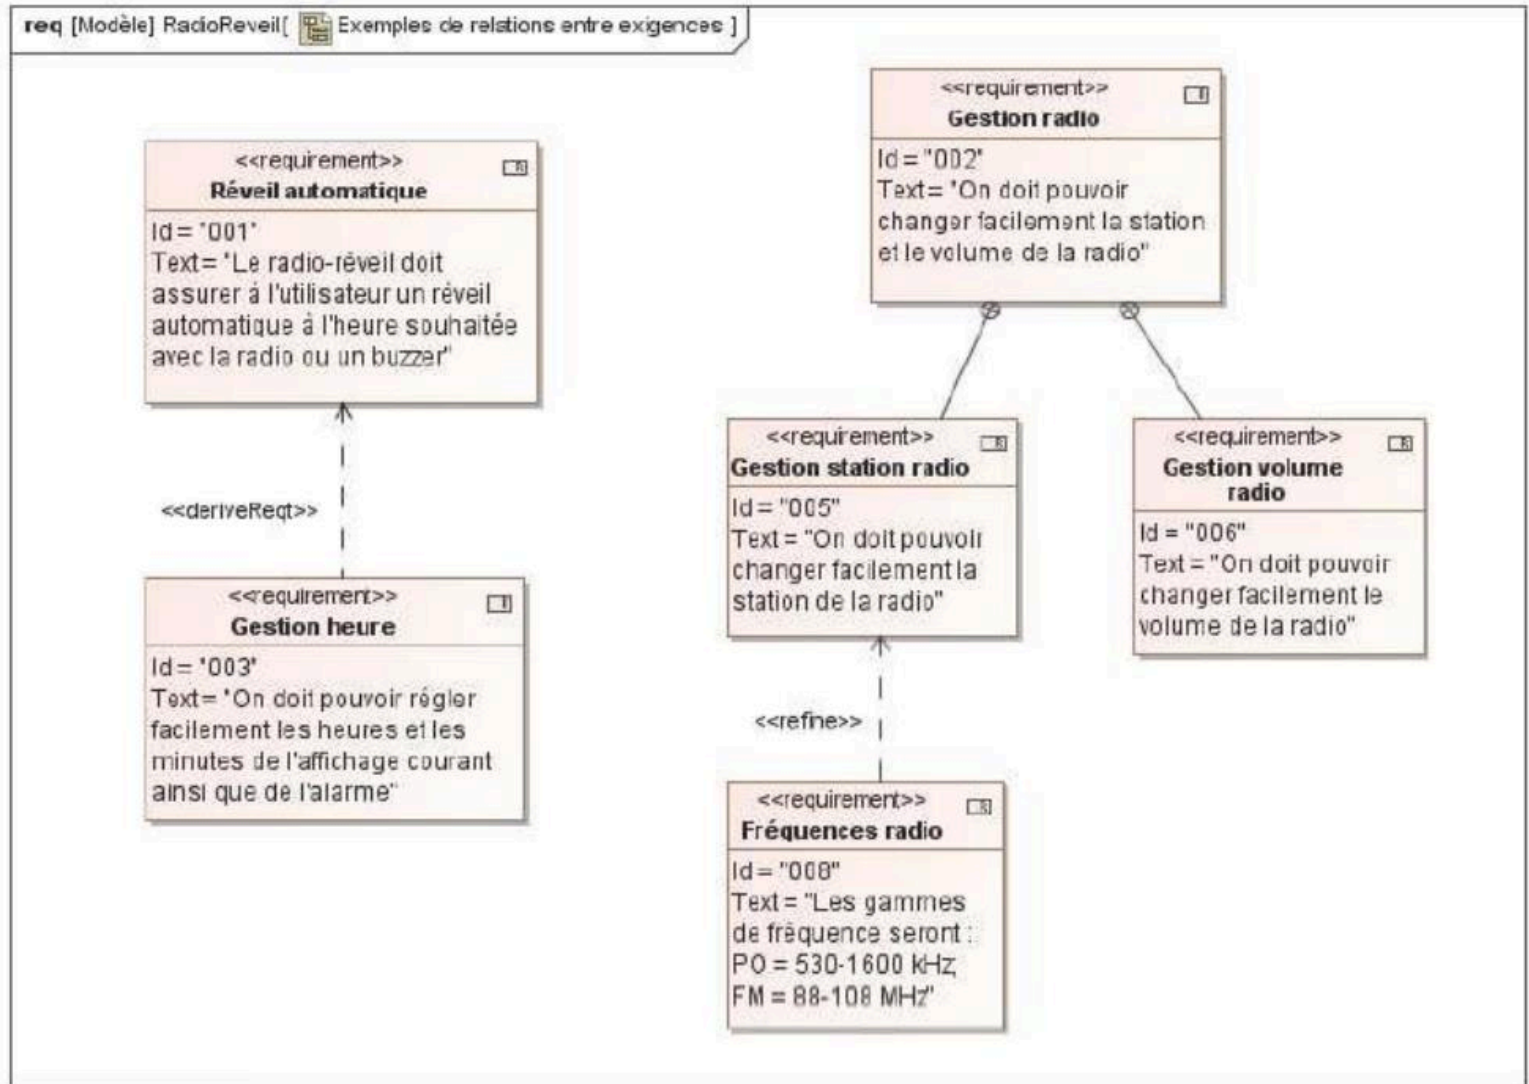 req [Modèle] RadioReveil[ Exemples de relations entre exigences ]
<<requirement>>
Réveil automatique
Id = "001"
Text= "Le radio-réveil doit
assurer à l'utilisateur un réveil
automatique à l'heure souhaitée
avec la radio ou un buzzer"
<<deriveReqt>>
<<requirement>>
Gestion heure
Id = "003"
Text= "On doit pouvoir régler
facilement les heures et les
minutes de l'affichage courant
ainsi que de l'alarme"
<<requirement>>
Gestion radio
Id = "002"
Text= "On doit pouvoir
changer facilement la station
et le volume de la radio"
<<requirement>>
Gestion station radio
Id = "005"
Text = "On doit pouvoir
changer facilement la
station de la radio"
<<requirement>>
Gestion volume
radio
Id = "006"
Text = "On doit pouvoir
changer facilement le
volume de la radio"
<<refine>>
<<requirement>>
Fréquences radio
Id = "008"
Text = "Les gammes
de fréquence seront :
PO = 530-1600 kHz,
FM = 88-108 MHz"